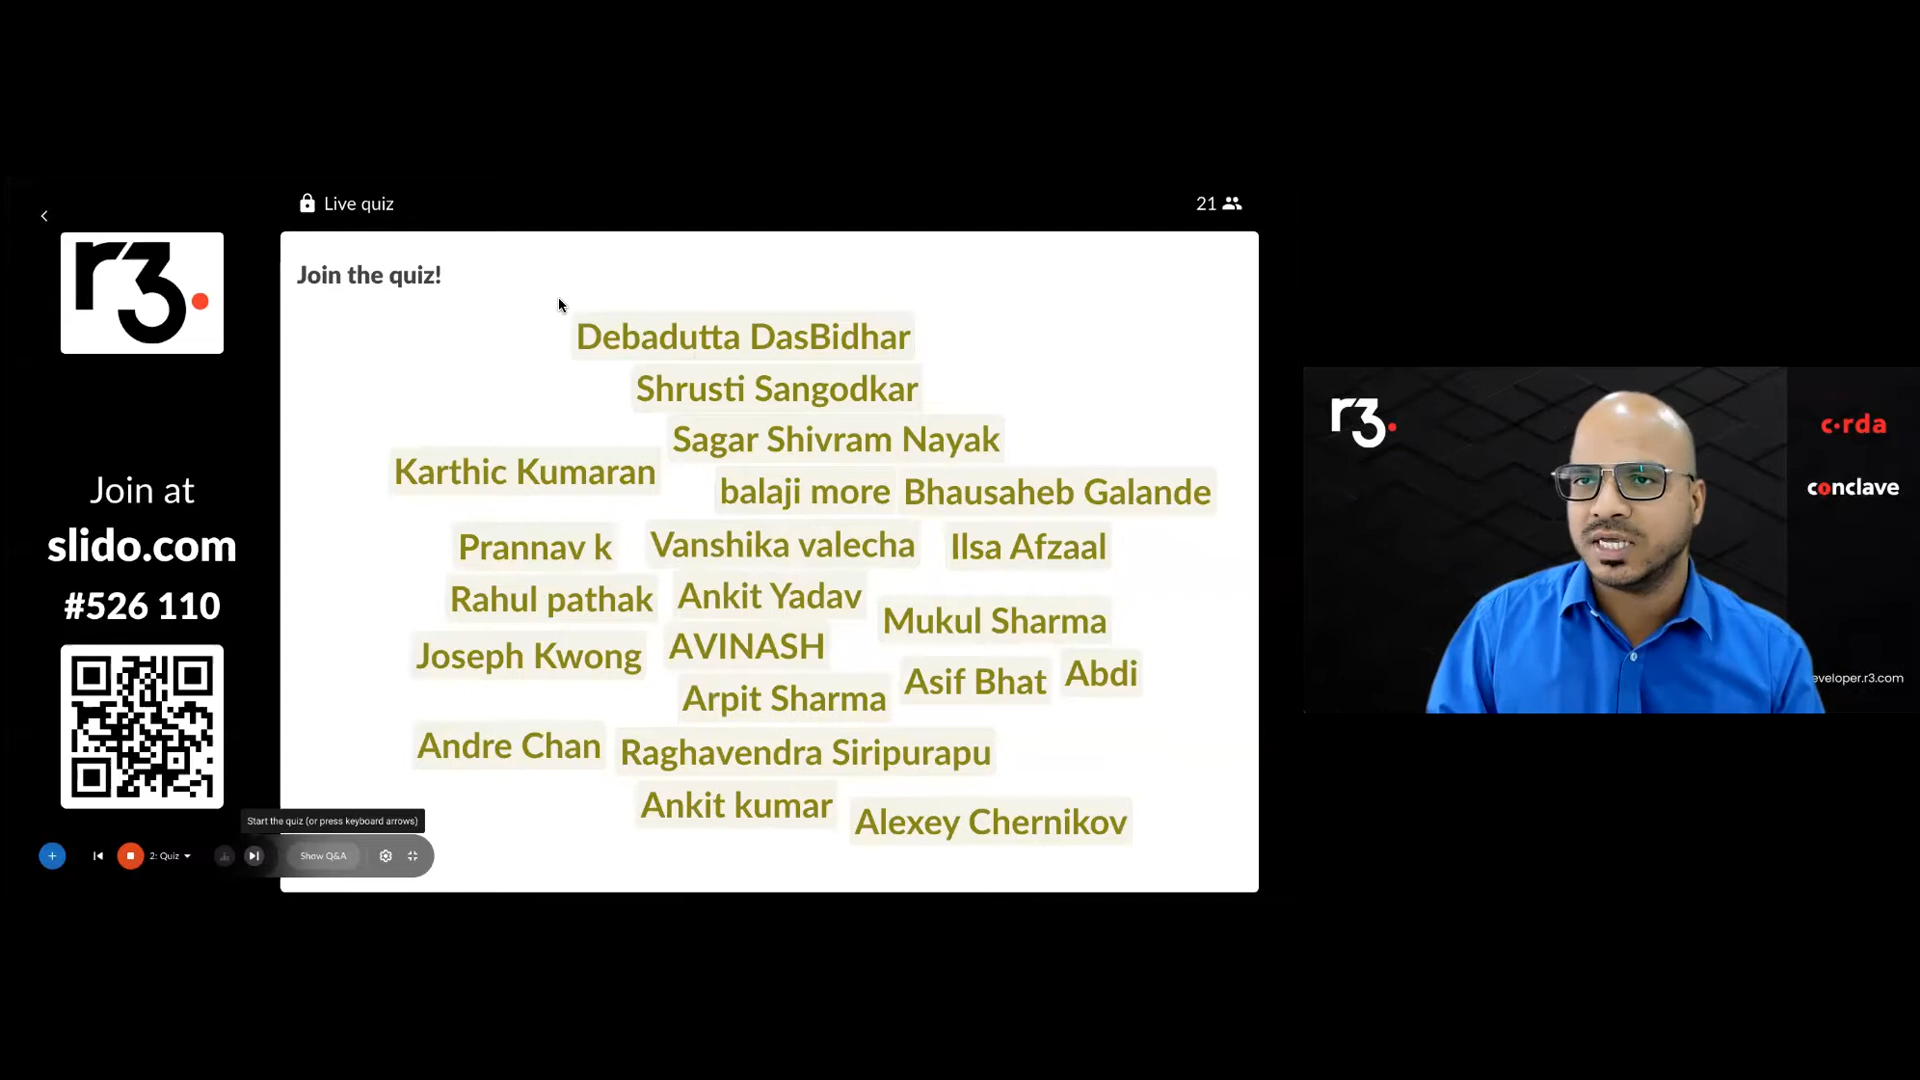 Live quiz
21
r3.
Join the quiz!
Debadutta DasBidhar
Shrusti Sangodkar
Sagar Shivram Nayak
Karthic Kumaran
balaji more
Bhausaheb Galande
Prannav k
Vanshika valecha
Ilsa Afzaal
Rahul pathak
Ankit Yadav
Mukul Sharma
Joseph Kwong
AVINASH
Asif Bhat
Abdi
Arpit Sharma
Andre Chan
Raghavendra Siripurapu
Ankit kumar
Alexey Chernikov
Join at
slido.com
#526 110
Start the quiz (or press keyboard arrows)
2: Quiz
Show Q&A
r3.
c•rda
conclave
eveloper.r3.com